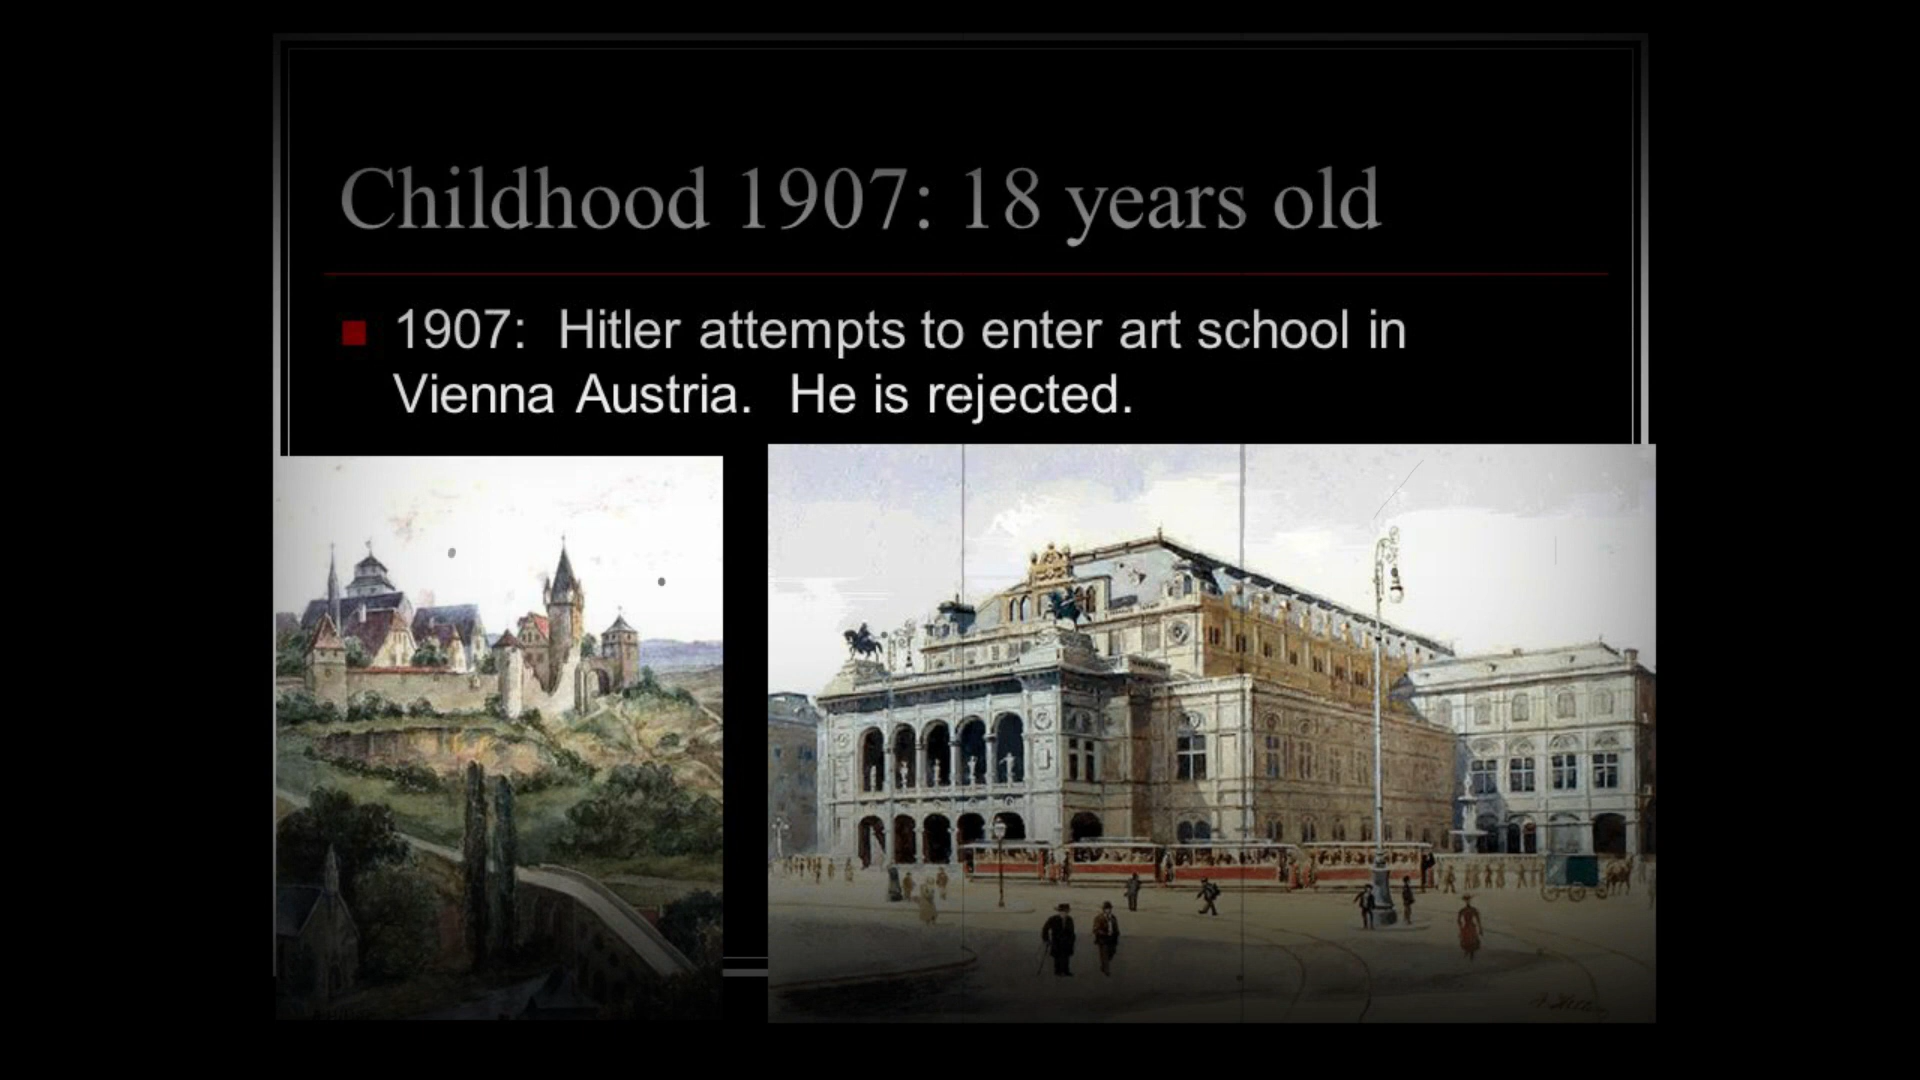 Childhood 1907: 18 years old
1907: Hitler attempts to enter art school in
Vienna Austria. He is rejected.